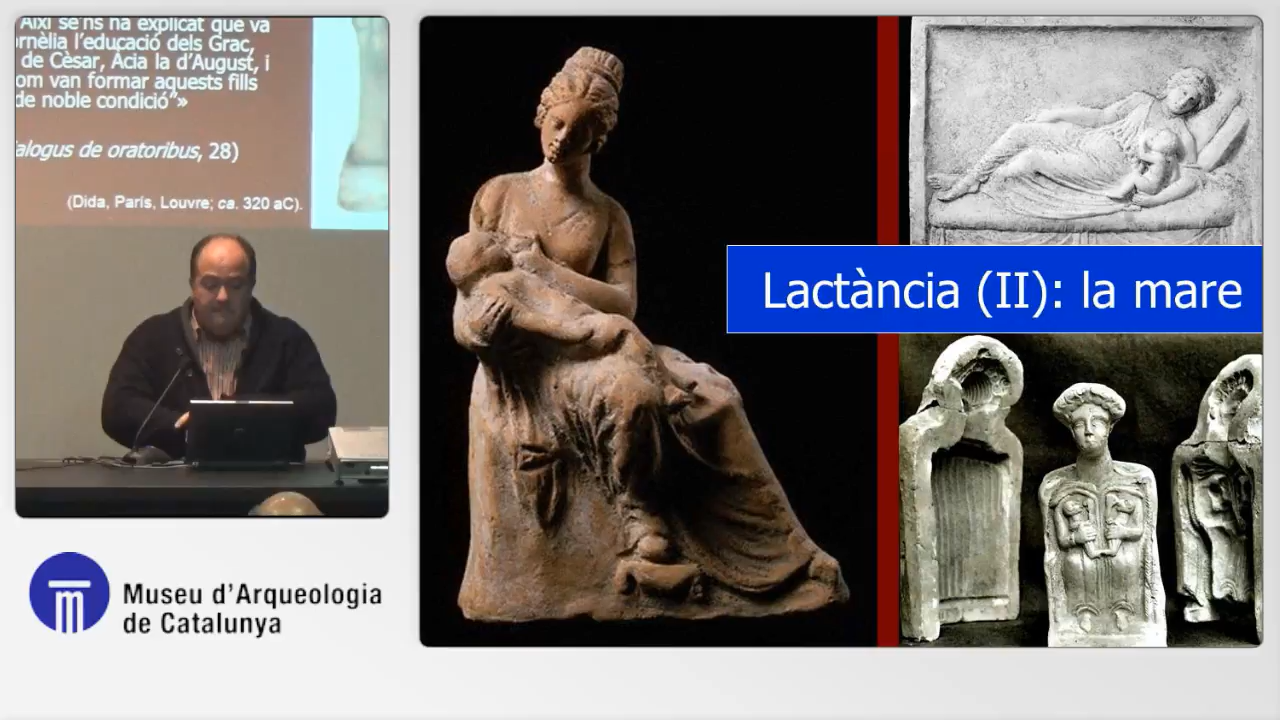 Així se'ns ha explicat que va
ornèlia l'educació dels Grac,
de Cèsar, Àcia la d'August, i
om van formar aquests fills
de noble condició"»
alogus de oratoribus, 28)
(Dida, París, Louvre; ca. 320 aC).
Lactància (II): la mare
Museu d'Arqueologia
de Catalunya